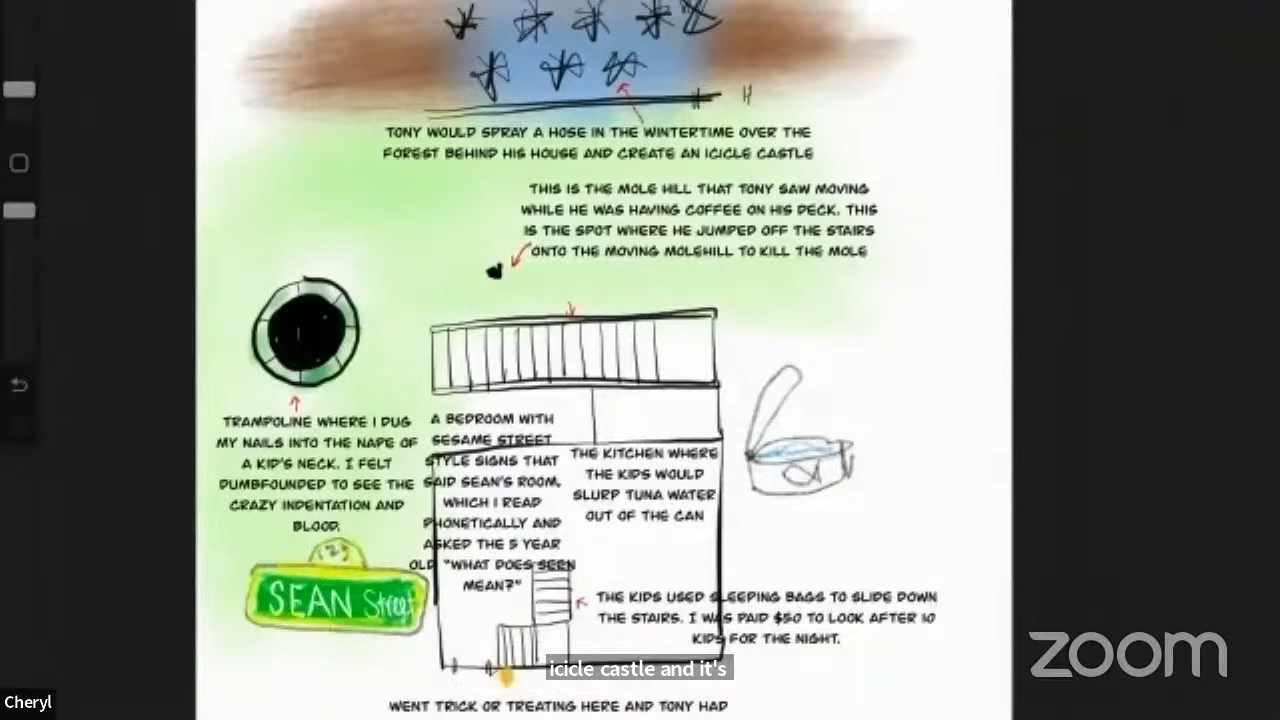 TONY WOULD SPRAY A HOSE IN THE WINTERTIME OVER THE
FOREST BEHIND HIS HOUSE AND CREATE AN ICICLE CASTLE
THIS IS THE MOLE HILL THAT TONY SAW MOVING
WHILE HE WAS HAVING COFFEE ON HIS DECK. THIS
IS THE SPOT WHERE HE JUMPED OFF THE STAIRS
ONTO THE MOVING MOLEHILL TO KILL THE MOLE
TRAMPOLINE WHERE I DUG
MY NAILS INTO THE NAPE OF
A KID'S NECK. I FELT
DUMBFOUNDED TO SEE THE
CRAZY INDENTATION AND
BLOOD.
A BEDROOM WITH
SESAME STREET
STYLE SIGNS THAT
SAID SEAN'S ROOM,
WHICH I READ
PHONETICALLY AND
ASKED THE 5 YEAR
OLD "WHAT DOES SEEN
MEAN?"
THE KITCHEN WHERE
THE KIDS WOULD
SLURP TUNA WATER
OUT OF THE CAN
123
SEAN Street
THE KIDS USED SLEEPING BAGS TO SLIDE DOWN
THE STAIRS. I WAS PAID $50 TO LOOK AFTER 10
KIDS FOR THE NIGHT.
icicle castle and it's
WENT TRICK OR TREATING HERE AND TONY HAD
Cheryl
zoom